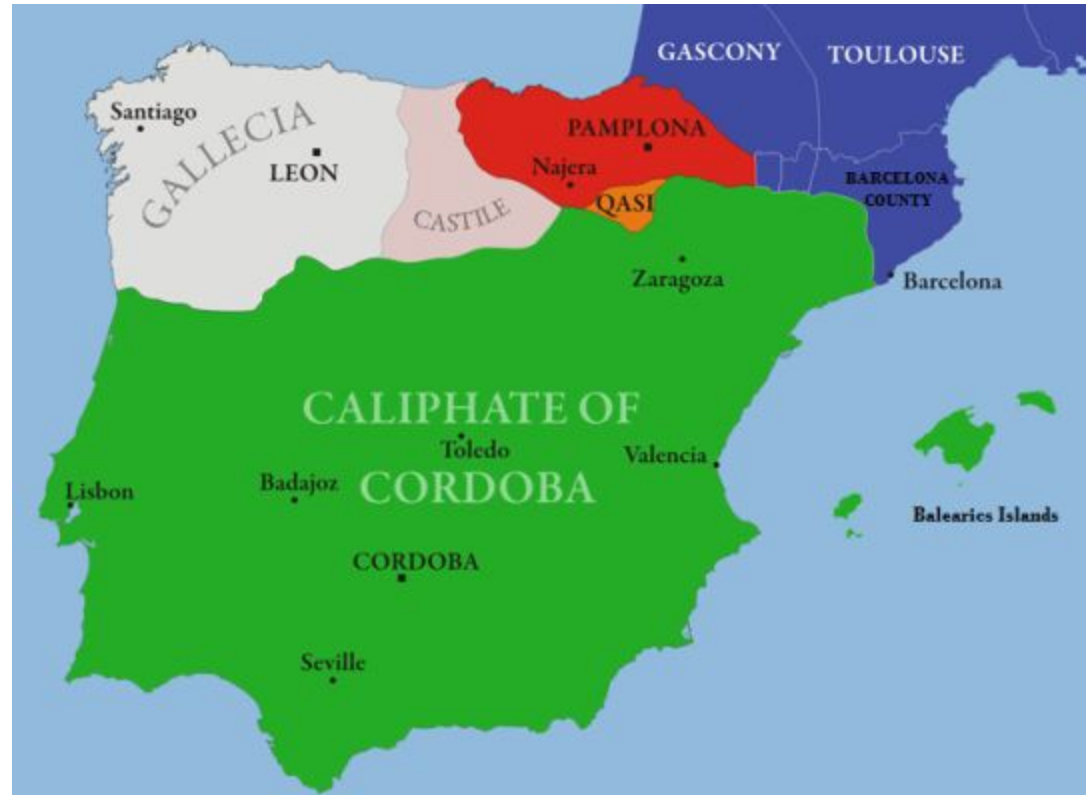 GASCONY
TOULOUSE
Santiago
GALLECIA
LEON
PAMPLONA
Najera
BARCELONA
COUNTY
CASTILE
QASI
Zaragoza
Barcelona
CALIPHATE OF
Toledo
CORDOBA
Valencia
Badajoz
Lisbon
Balearics Islands
CORDOBA
Seville